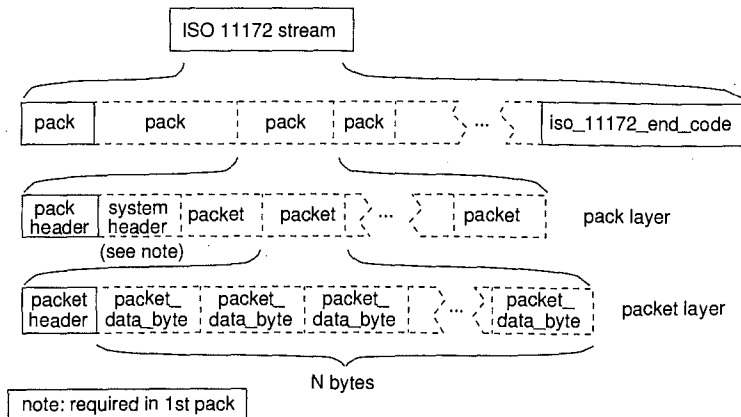 ISO 11172 stream
pack pack pack pack ... iso_11172_end_code
pack header system header packet packet ... packet pack layer
(see note)
packet header packet_ data_byte packet_ data_byte packet_ data_byte ... packet_ data_byte packet layer
N bytes
note: required in 1st pack